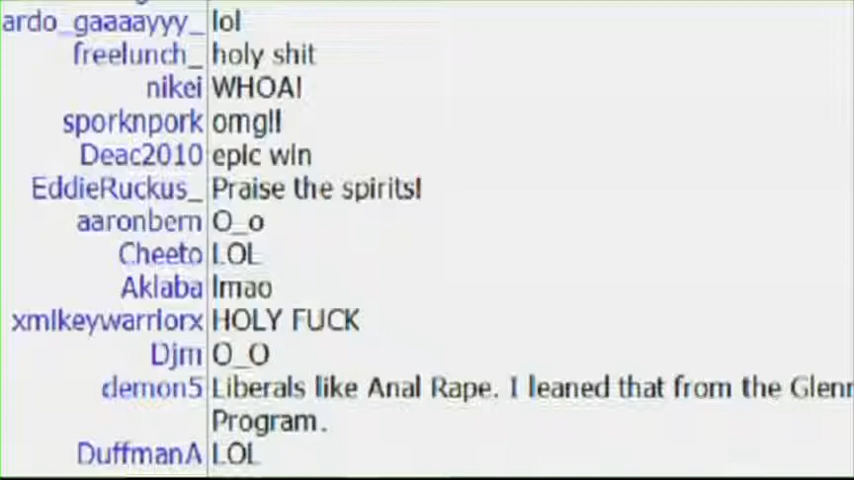 ardo_gaaaayyy_ lol
freelunch_ holy shit
nikei WHOA!
sporknpork omg!!
Deac2010 epic win
EddieRuckus_ Praise the spirits!
aaronbern O_o
Cheeto LOL
Aklaba lmao
xmikeywarriorx HOLY FUCK
Djm O_O
demon5 Liberals like Anal Rape. I leaned that from the Glenn
Program.
DuffmanA LOL